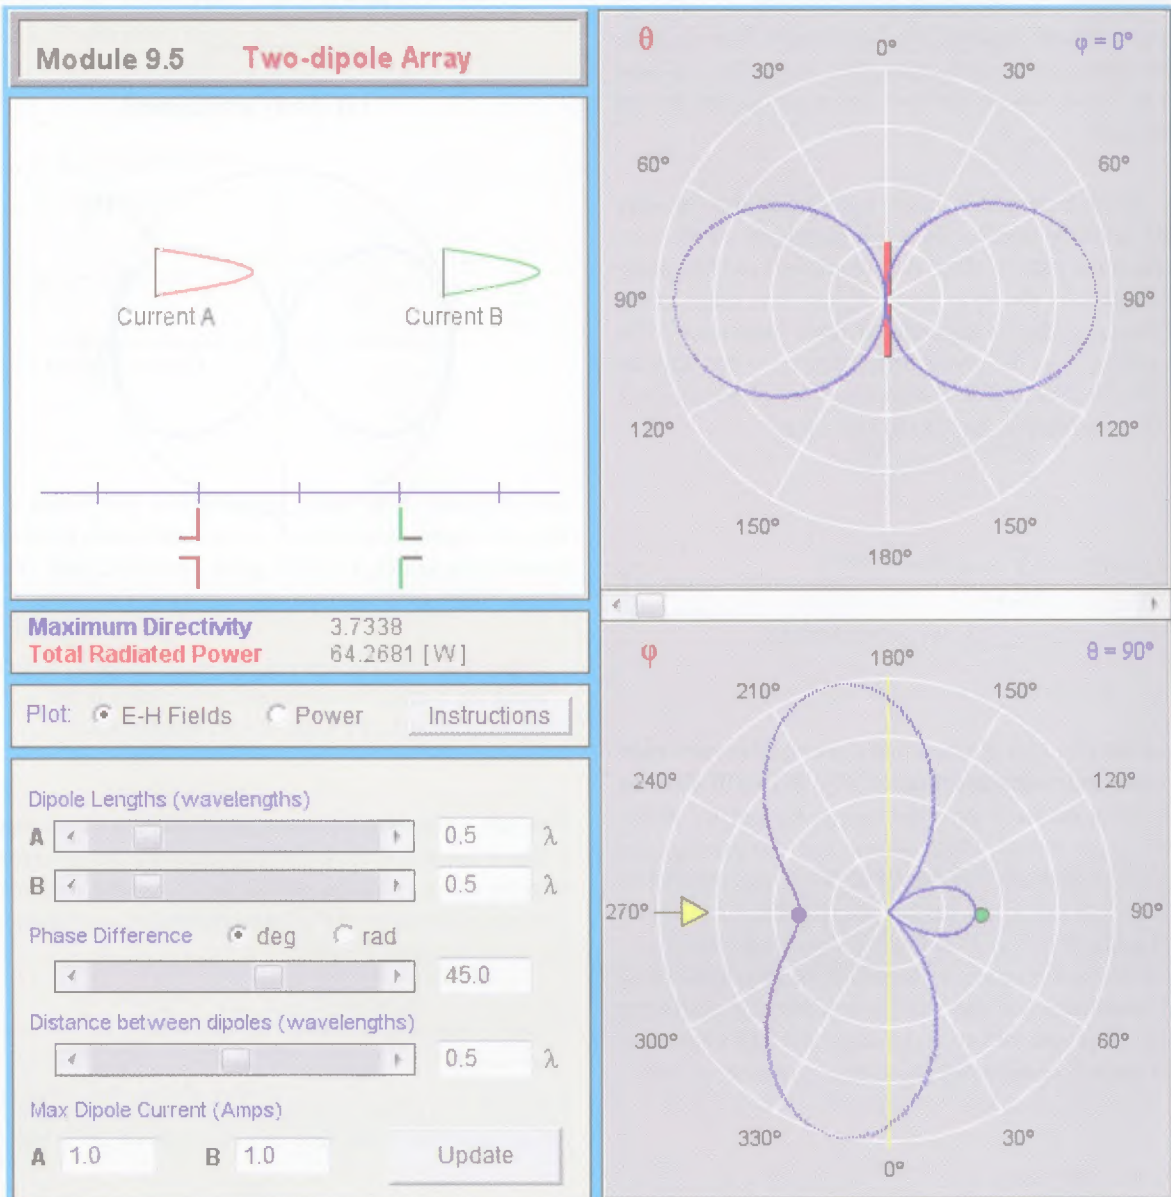 Module 9.5 Two-dipole Array
Current A
Current B
Maximum Directivity 3.7338
Total Radiated Power 64.2681 [W]
Plot: E-H Fields Power Instructions
Dipole Lengths (wavelengths)
A 0.5 λ
B 0.5 λ
Phase Difference deg rad
45.0
Distance between dipoles (wavelengths)
0.5 λ
Max Dipole Current (Amps)
A 1.0 B 1.0 Update
θ 0° φ = 0°
30° 30°
60° 60°
90° 90°
120° 120°
150° 150°
180°
φ 180° θ = 90°
210° 150°
240° 120°
270° 90°
300° 60°
330° 30°
0°